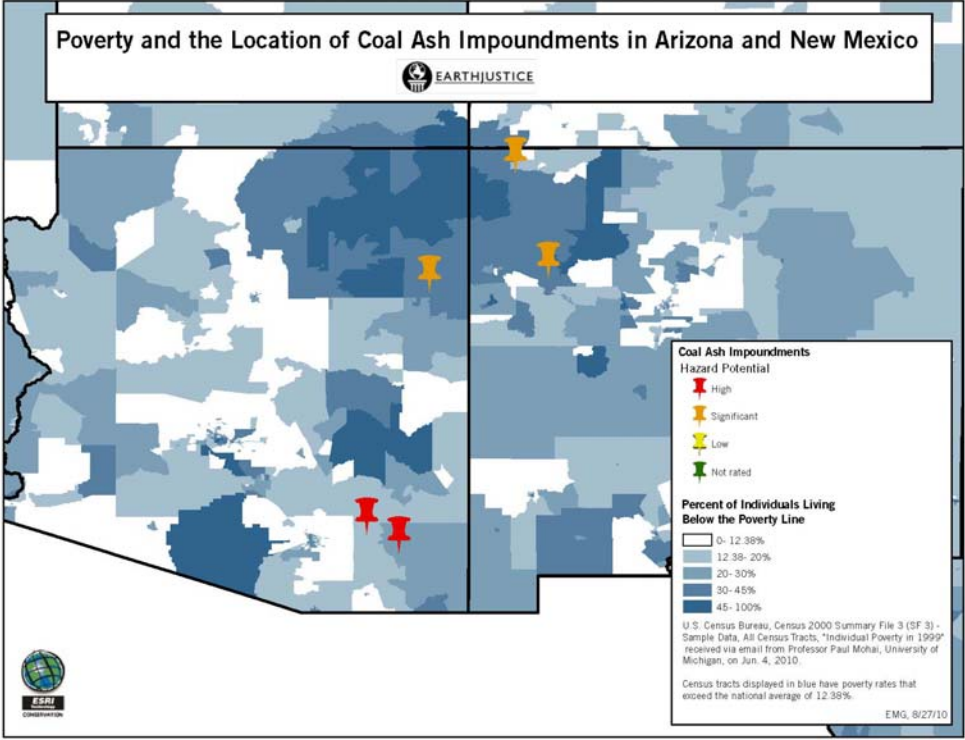 Poverty and the Location of Coal Ash Impoundments in Arizona and New Mexico
EARTHJUSTICE
Coal Ash Impoundments
Hazard Potential
High
Significant
Low
Not rated
Percent of Individuals Living
Below the Poverty Line
0- 12.38%
12.38- 20%
20- 30%
30- 45%
45- 100%
U.S. Census Bureau, Census 2000 Summary File 3 (SF 3) -
Sample Data, All Census Tracts, "Individual Poverty in 1999"
received via email from Professor Paul Mohai, University of
Michigan, on Jun. 4, 2010.
Census tracts displayed in blue have poverty rates that
exceed the national average of 12.38%.
EMG, 8/27/10
ESRI
Technology
CONSERVATION